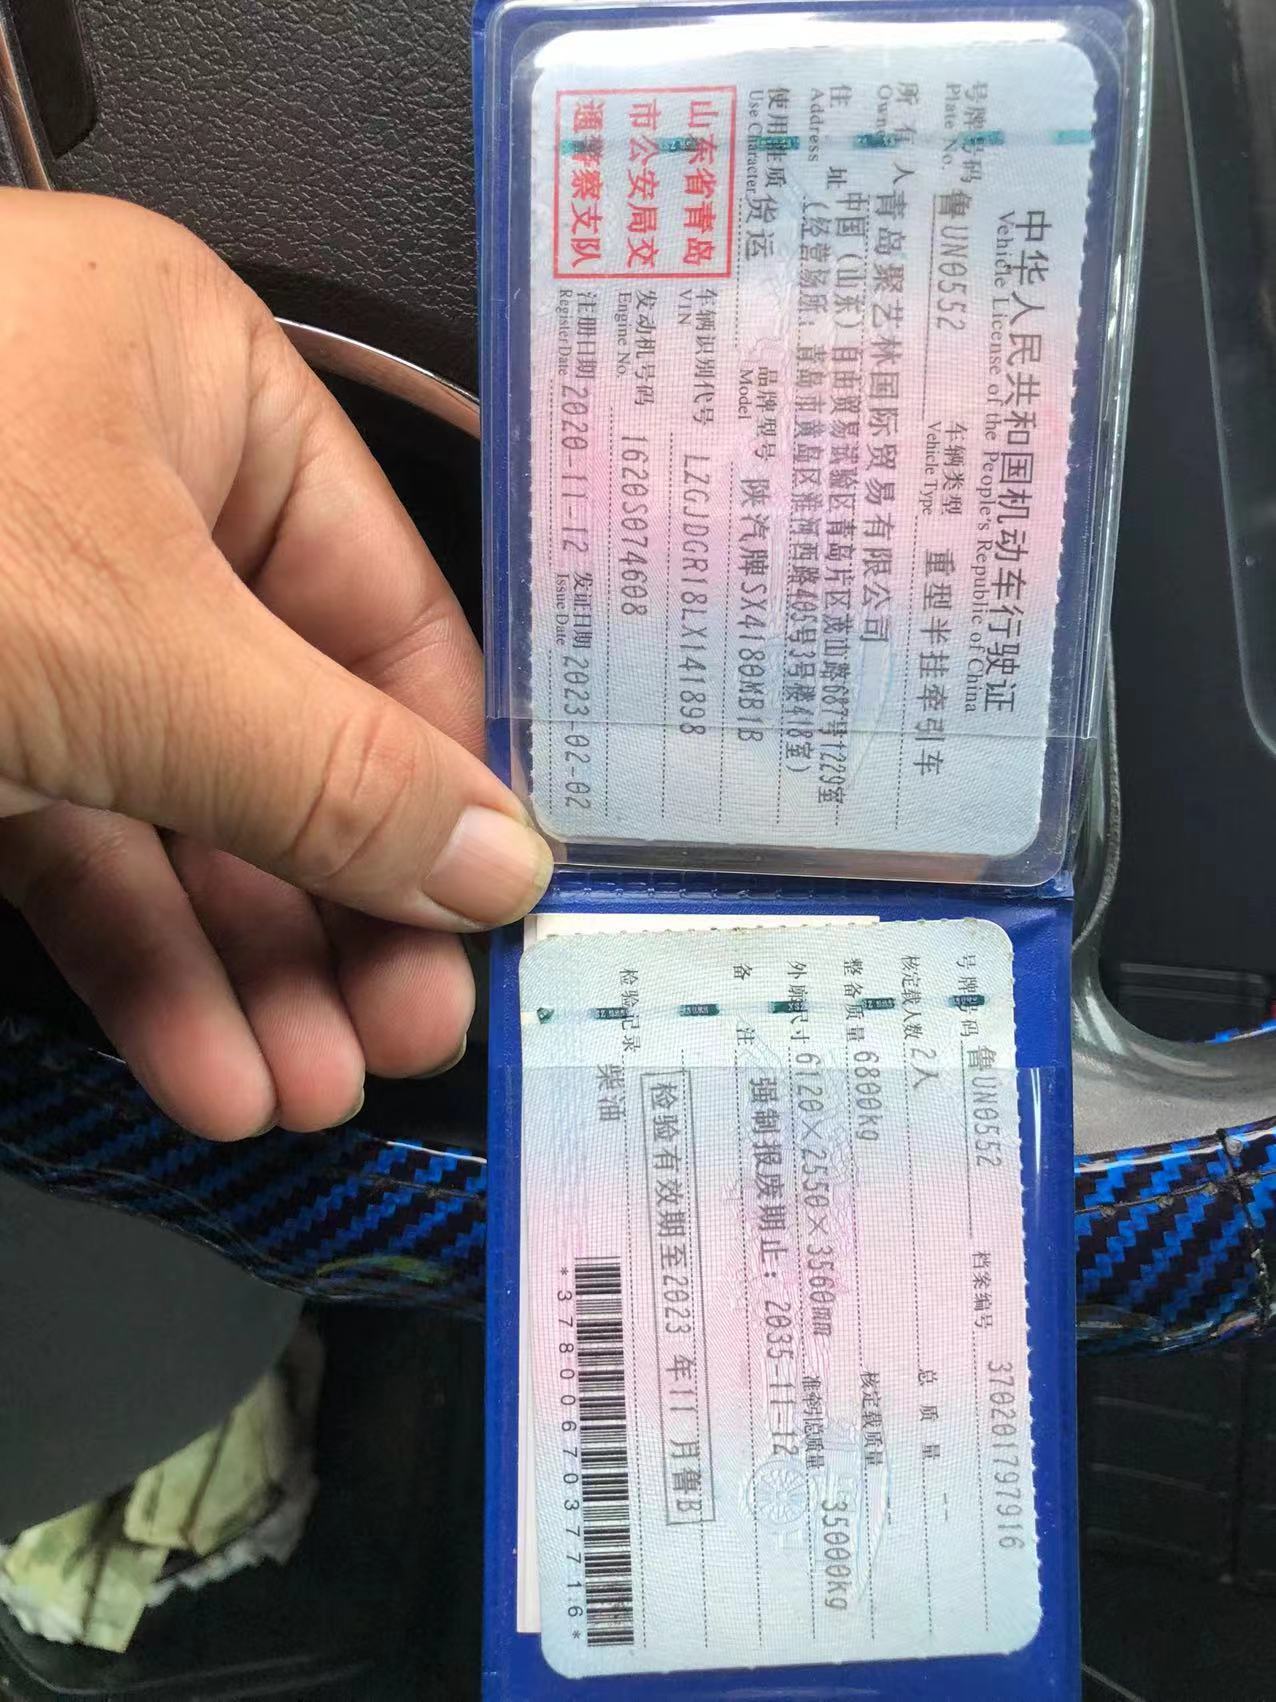 中华人民共和国机动车行驶证
Vehicle License of the People's Republic of China
号牌号码 鲁UN0552 车辆类型 重型半挂牵引车
Plate No. Vehicle Type
所有人 青岛聚艺林国际贸易有限公司
Owner
住址 中国(山东)自由贸易试验区青岛片区茂山路687号1229室
Address (经营场所:青岛市黄岛区淮河西路405号3号楼418室)
使用性质 货运 品牌型号 陕汽牌SX4180MB1B
Use Character Model
山东省青岛
市公安局交
通警察支队
车辆识别代号 LZGJDGR18LX141898
VIN
发动机号码 1620S074608
Engine No.
注册日期 2020-11-12 发证日期 2023-02-02
Register Date Issue Date
号牌号码 鲁UN0552 档案编号 370201797916
核定载人数 2人 总质量 --
整备质量 6800kg 核定载质量 --
外廓尺寸 6120×2550×3560mm 准牵引总质量 35000kg
备注 强制报废期止:2035-11-12
检验有效期至2023年11月鲁B
检验记录 柴油
*3780067037716*